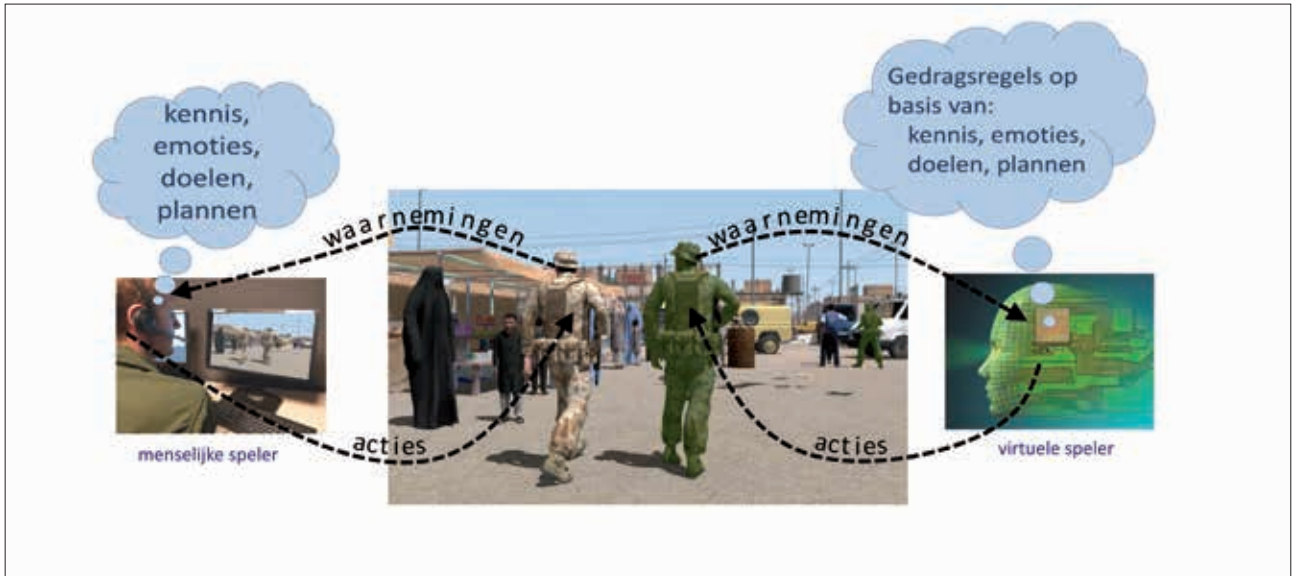 kennis,
emoties,
doelen,
plannen
Gedragsregels op
basis van:
kennis, emoties,
doelen, plannen
waarnemingen
waarnemingen
acties
acties
menselijke speler
virtuele speler